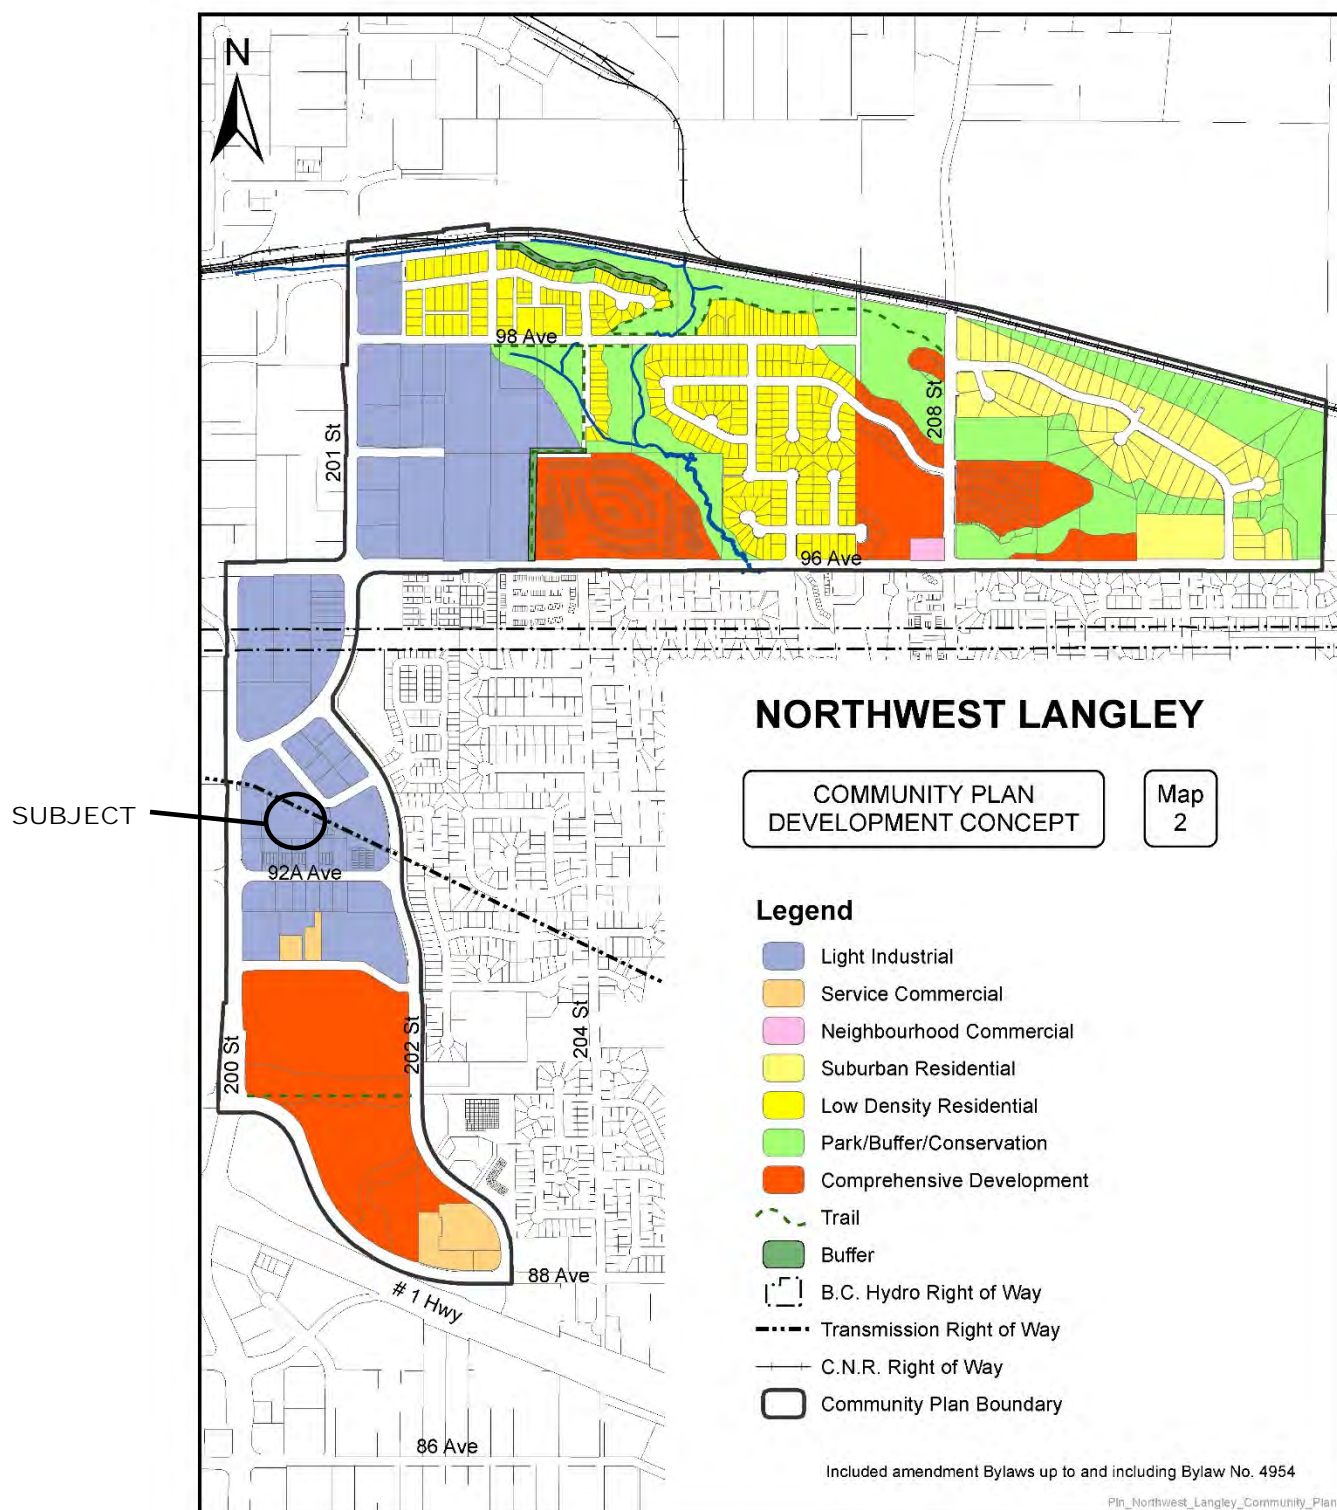 N
98 Ave
201 St
208 St
96 Ave
NORTHWEST LANGLEY
COMMUNITY PLAN
DEVELOPMENT CONCEPT
Map
2
SUBJECT
92A Ave
Legend
Light Industrial
Service Commercial
Neighbourhood Commercial
Suburban Residential
Low Density Residential
Park/Buffer/Conservation
Comprehensive Development
Trail
Buffer
B.C. Hydro Right of Way
Transmission Right of Way
C.N.R. Right of Way
Community Plan Boundary
200 St
202 St
204 St
88 Ave
# 1 Hwy
86 Ave
Included amendment Bylaws up to and including Bylaw No. 4954
Pln_Northwest_Langley_Community_Plan